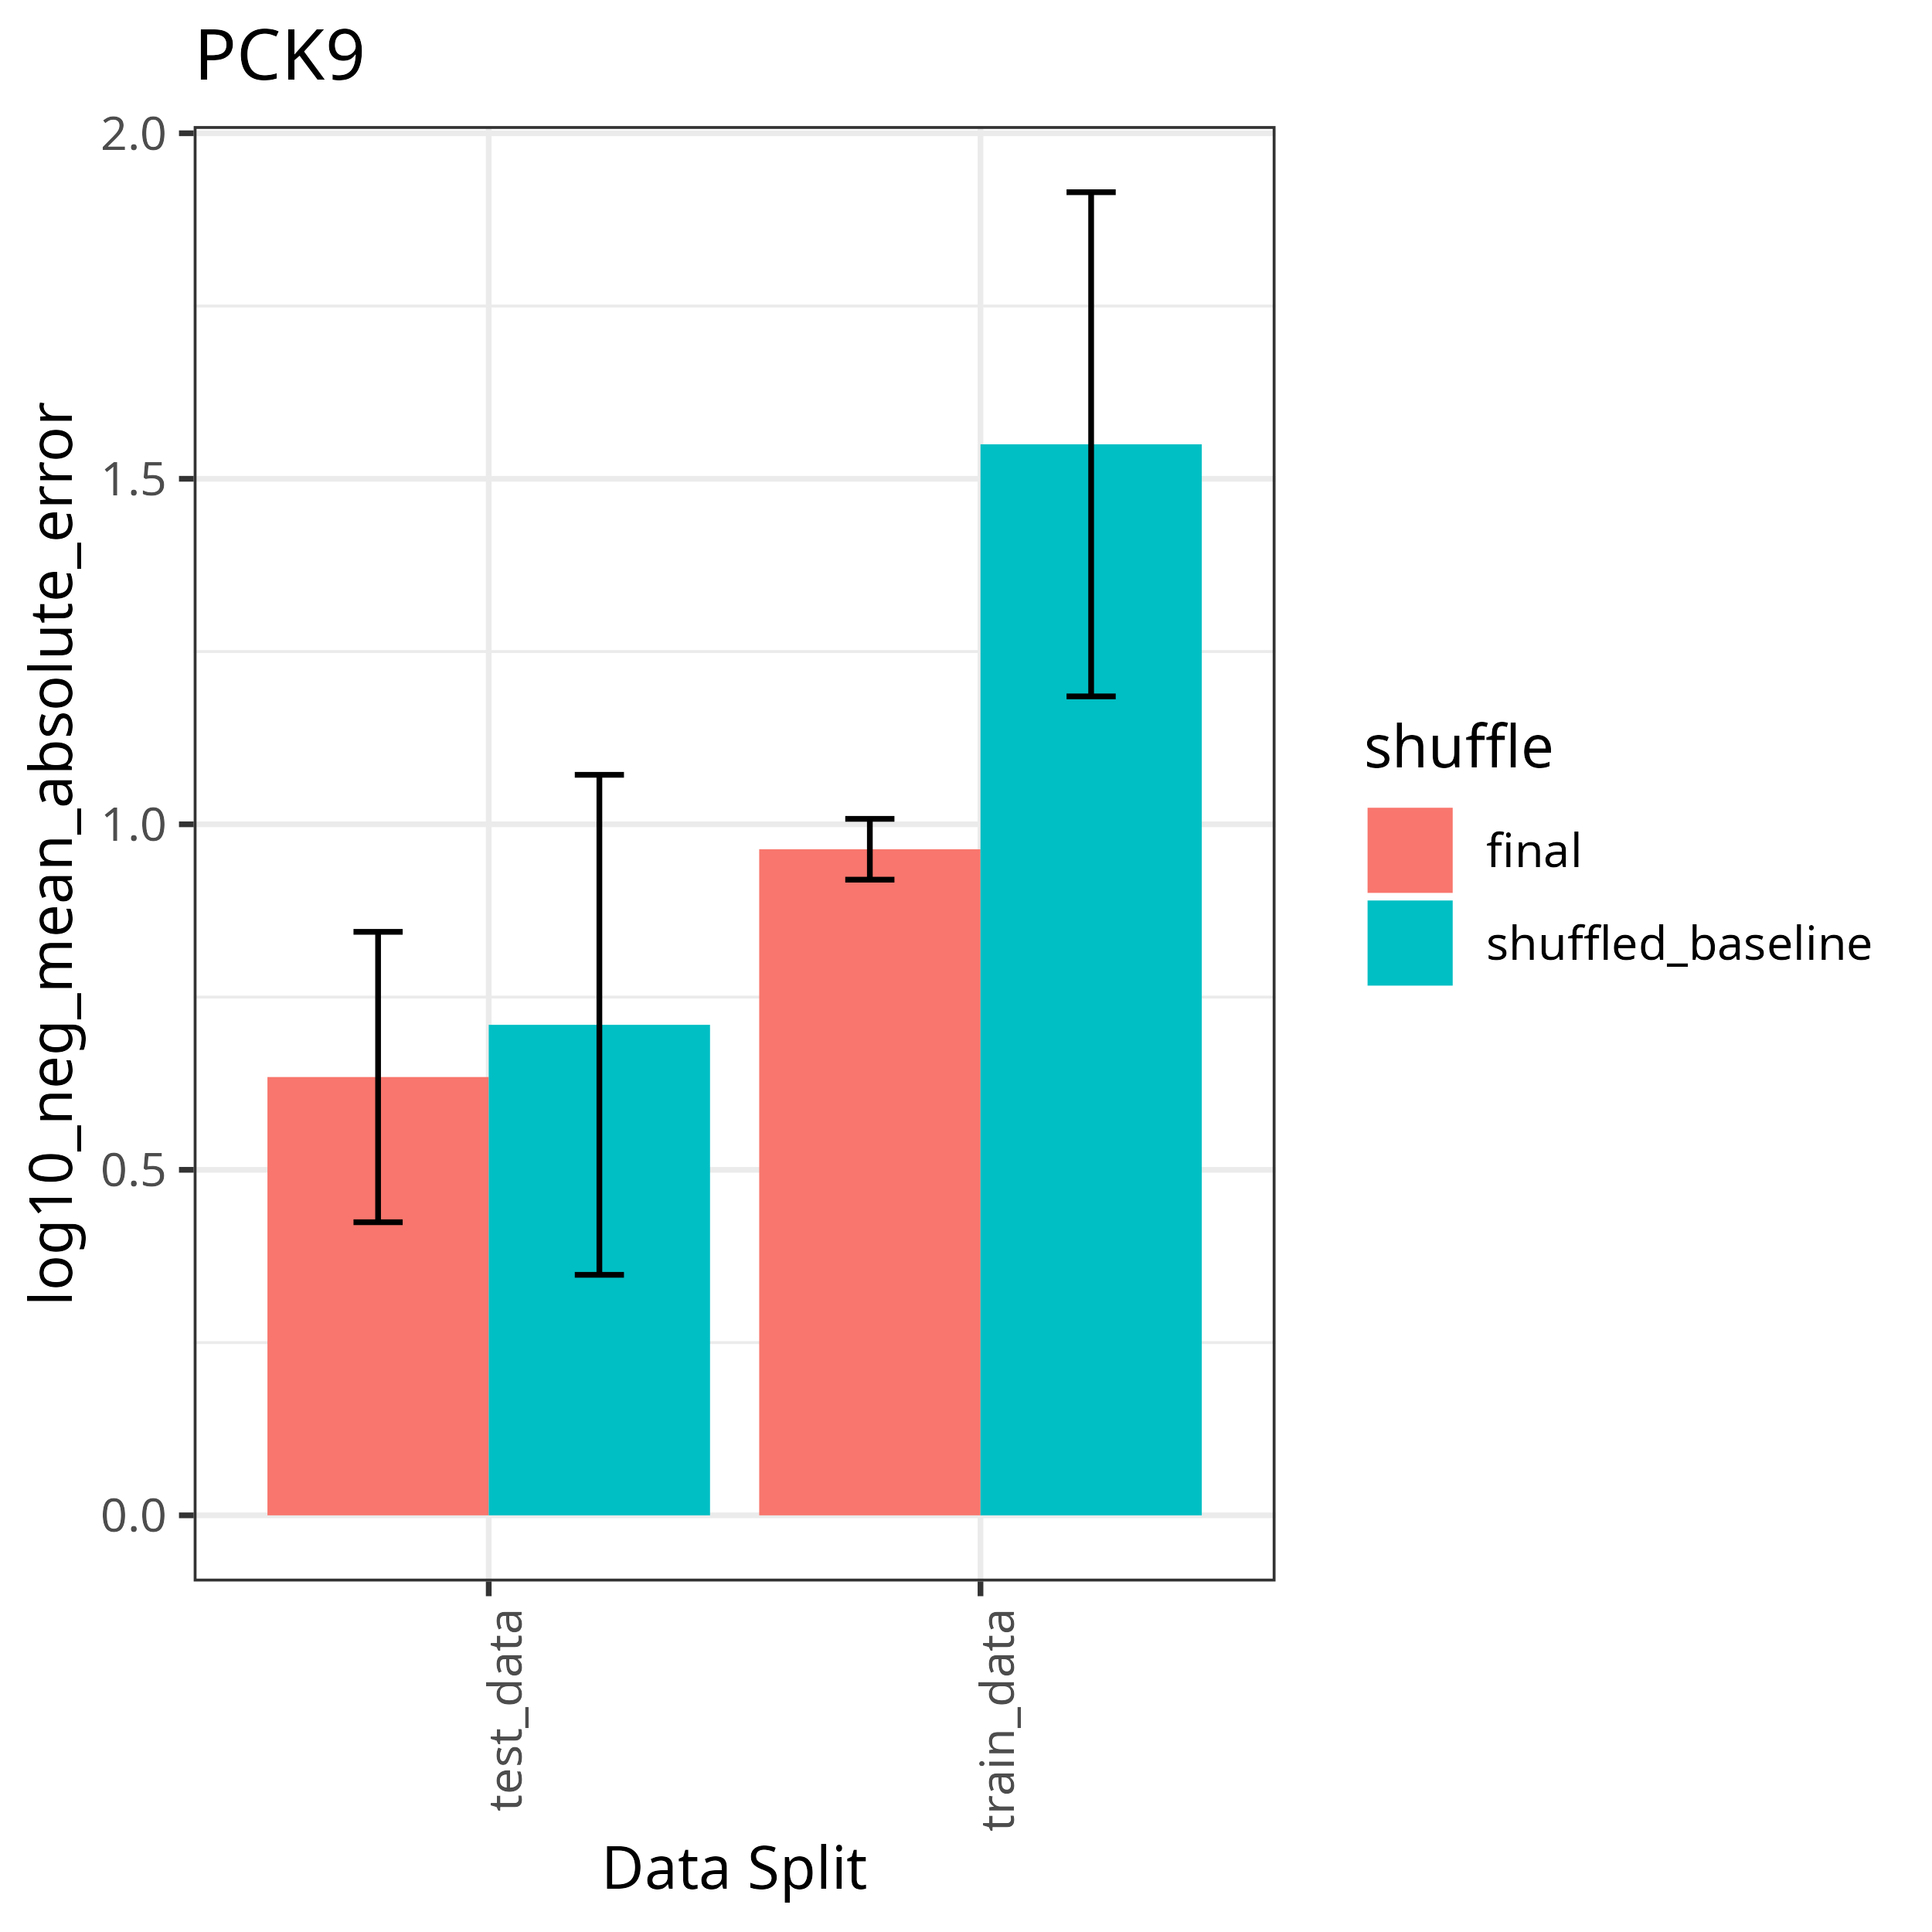 PCK9
log10_neg_mean_absolute_error
2.0
1.5
1.0
0.5
0.0
test_data
train_data
Data Split
shuffle
final
shuffled_baseline